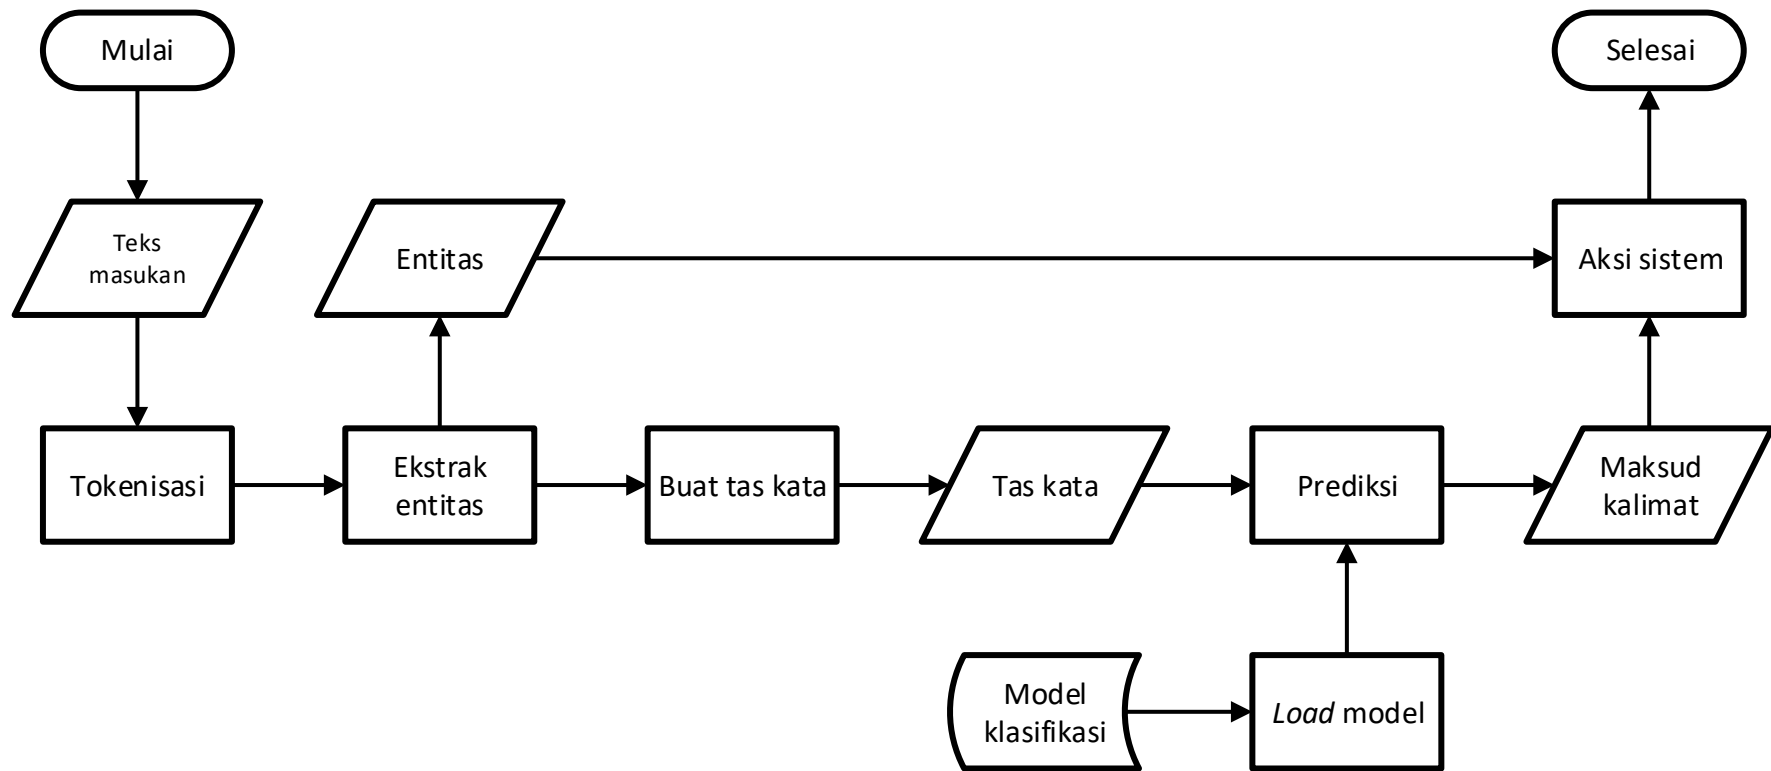 Mulai
Selesai
Teks
masukan
Entitas
Aksi sistem
Tokenisasi
Ekstrak
entitas
Buat tas kata
Tas kata
Prediksi
Maksud
kalimat
Model
klasifikasi
Load model